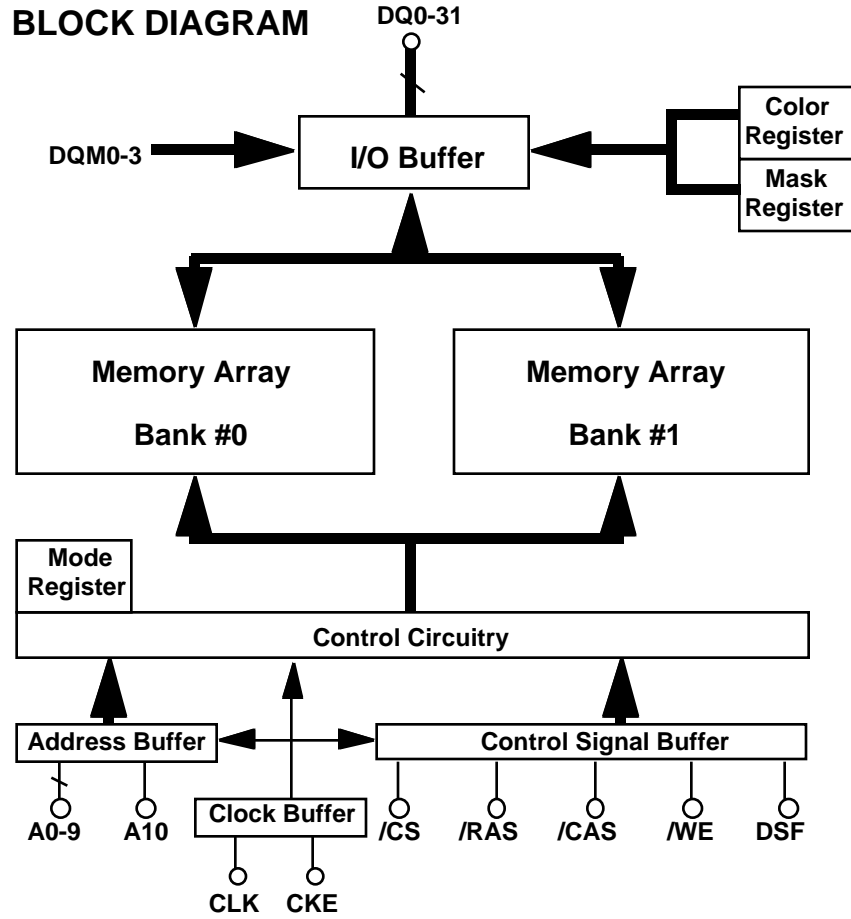 BLOCK DIAGRAM
DQ0-31
DQM0-3
I/O Buffer
Color
Register
Mask
Register
Memory Array
Bank #0
Memory Array
Bank #1
Mode
Register
Control Circuitry
Address Buffer
Control Signal Buffer
Clock Buffer
A0-9
A10
/CS
/RAS
/CAS
/WE
DSF
CLK
CKE